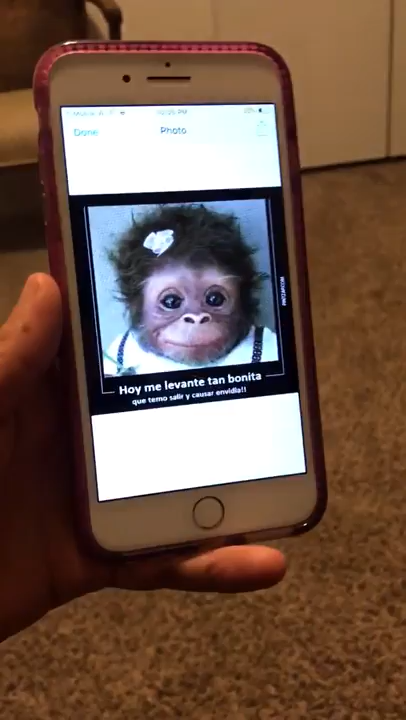 Done
Photo
Hoy me levante tan bonita
que temo salir y causar envidia!!